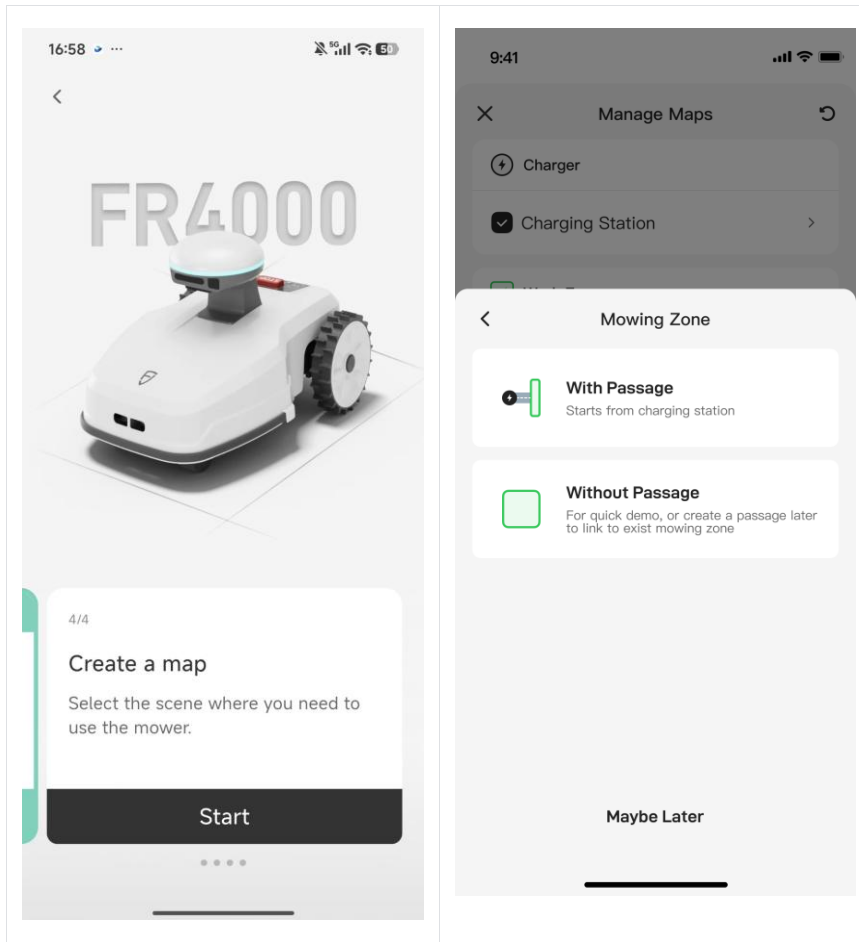 16:58 ...
5G 50
FR4000
4/4
Create a map
Select the scene where you need to
use the mower.
Start
9:41
Manage Maps
Charger
Charging Station
Mowing Zone
With Passage
Starts from charging station
Without Passage
For quick demo, or create a passage later
to link to exist mowing zone
Maybe Later